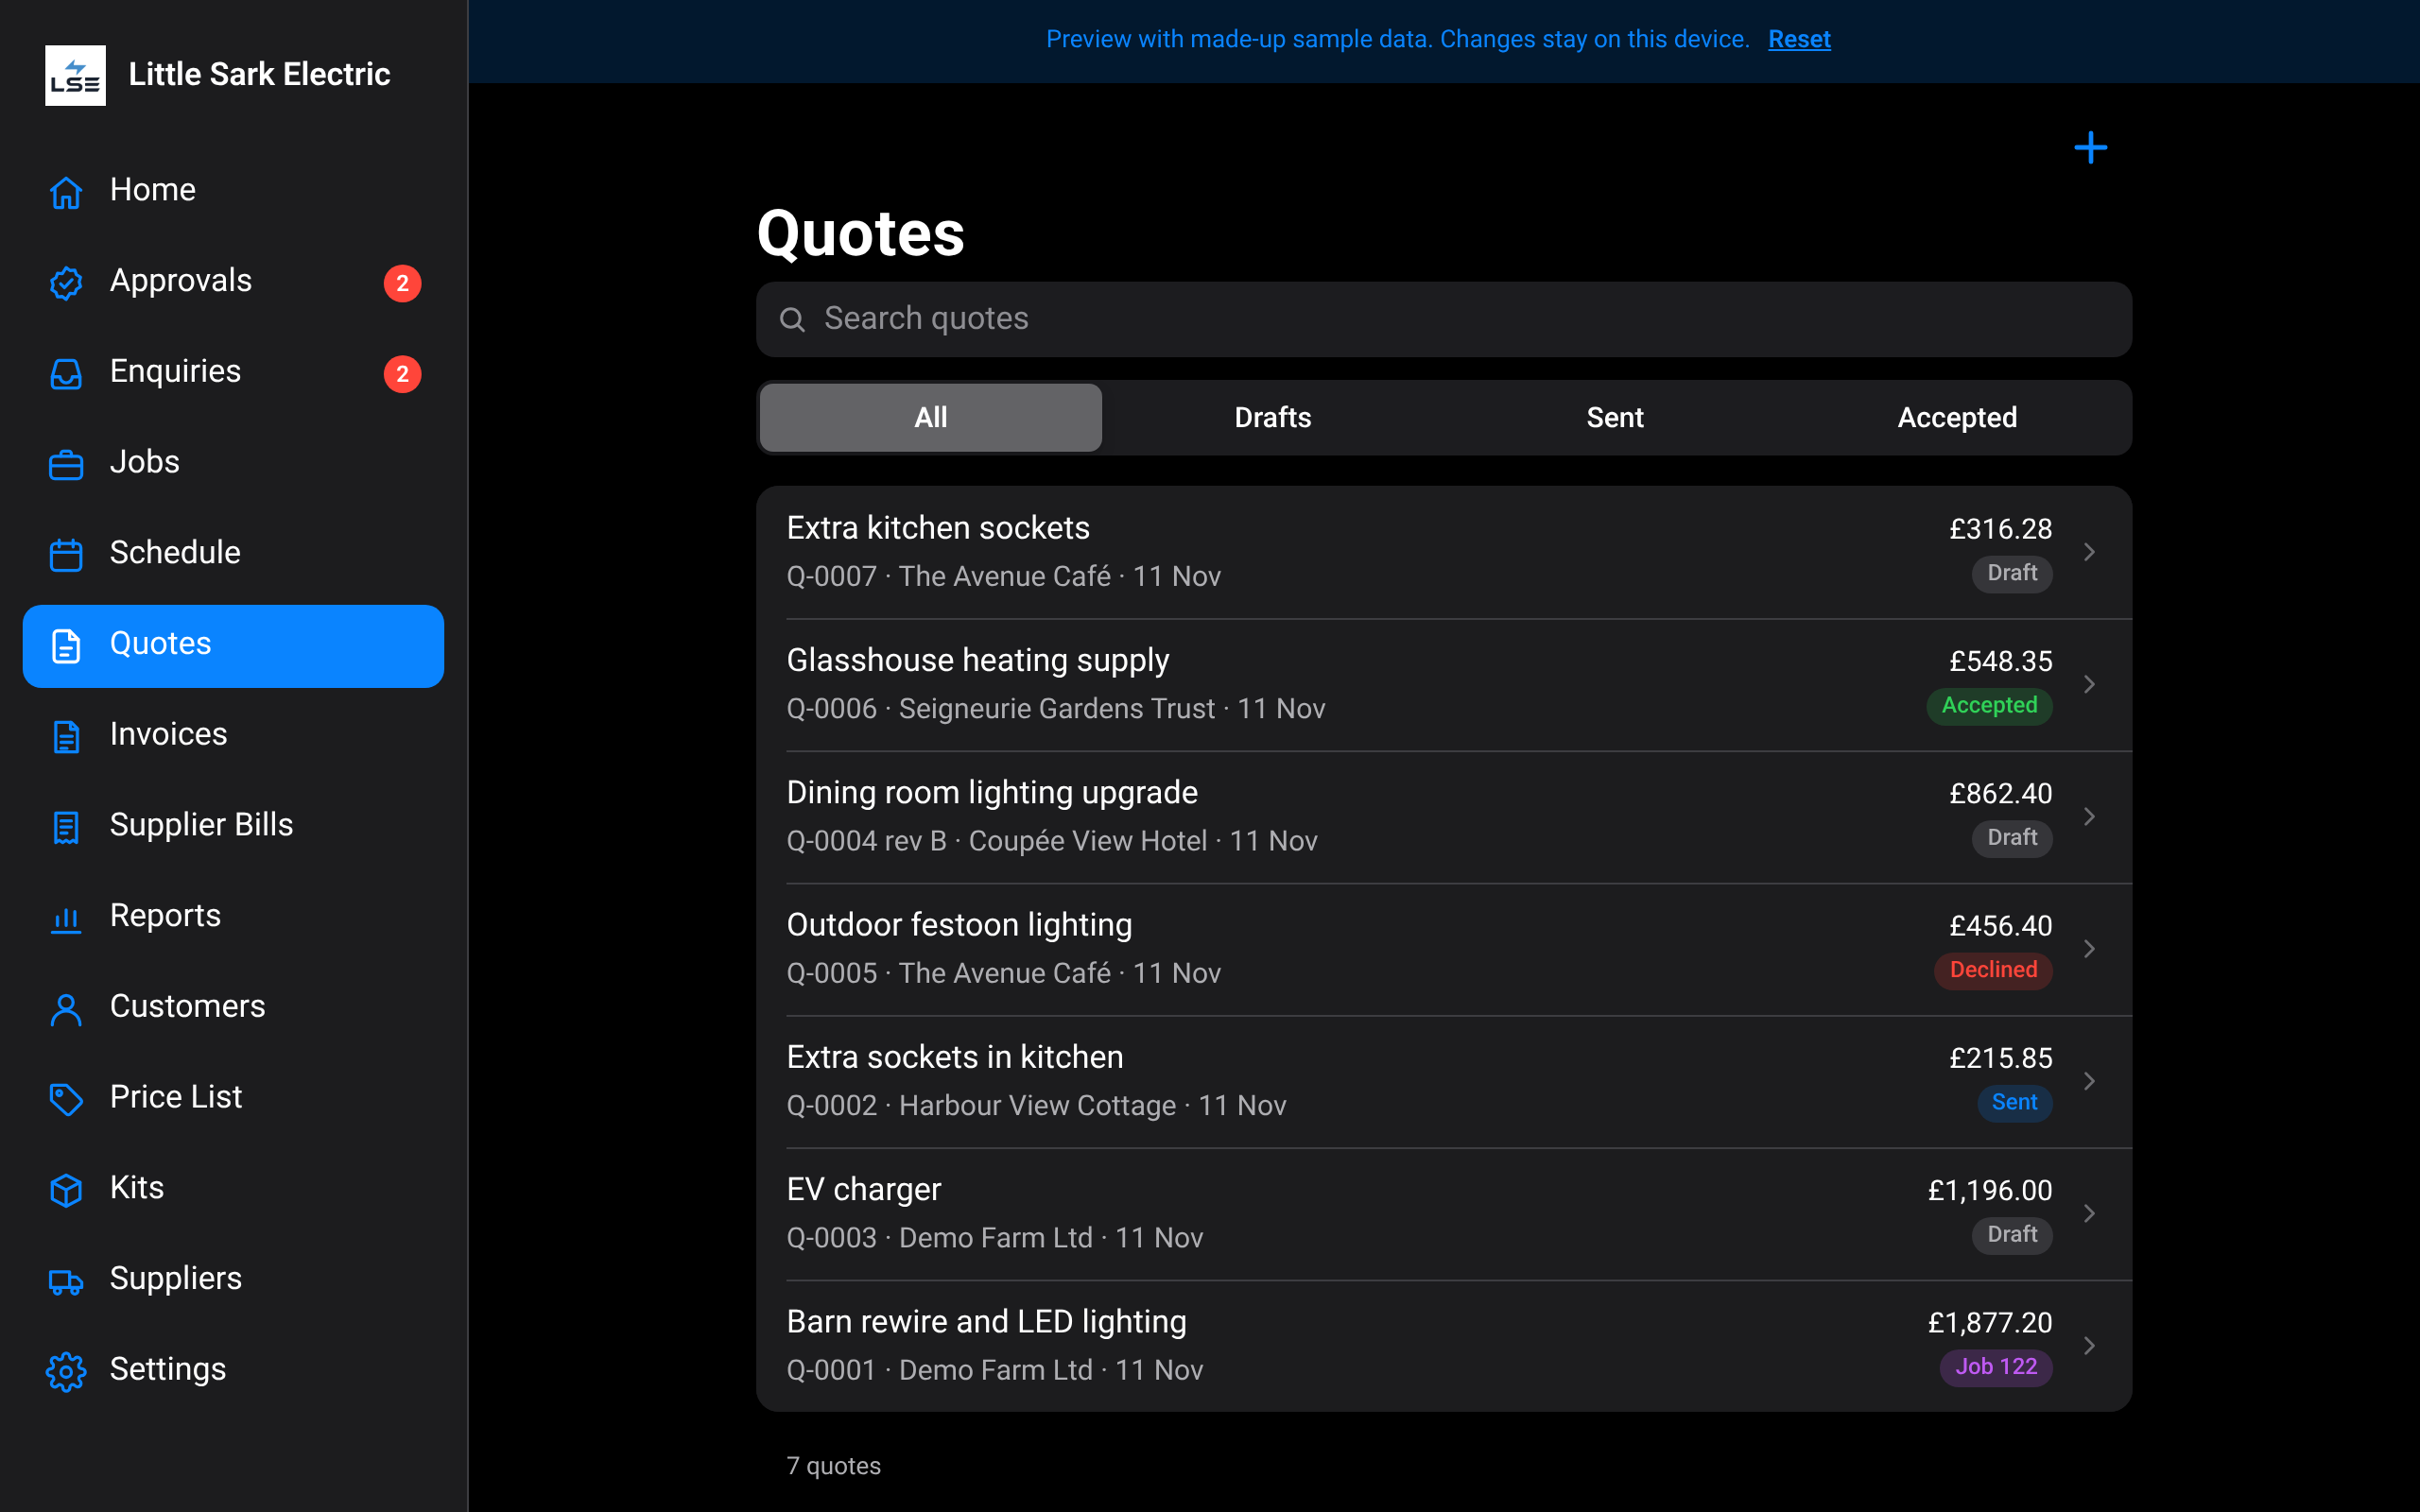 LSE
Little Sark Electric
Home
Approvals 2
Enquiries 2
Jobs
Schedule
Quotes
Invoices
Supplier Bills
Reports
Customers
Price List
Kits
Suppliers
Settings
Preview with made-up sample data. Changes stay on this device. Reset
Quotes
Search quotes
All Drafts Sent Accepted
Extra kitchen sockets £316.28
Q-0007 · The Avenue Café · 11 Nov Draft
Glasshouse heating supply £548.35
Q-0006 · Seigneurie Gardens Trust · 11 Nov Accepted
Dining room lighting upgrade £862.40
Q-0004 rev B · Coupée View Hotel · 11 Nov Draft
Outdoor festoon lighting £456.40
Q-0005 · The Avenue Café · 11 Nov Declined
Extra sockets in kitchen £215.85
Q-0002 · Harbour View Cottage · 11 Nov Sent
EV charger £1,196.00
Q-0003 · Demo Farm Ltd · 11 Nov Draft
Barn rewire and LED lighting £1,877.20
Q-0001 · Demo Farm Ltd · 11 Nov Job 122
7 quotes